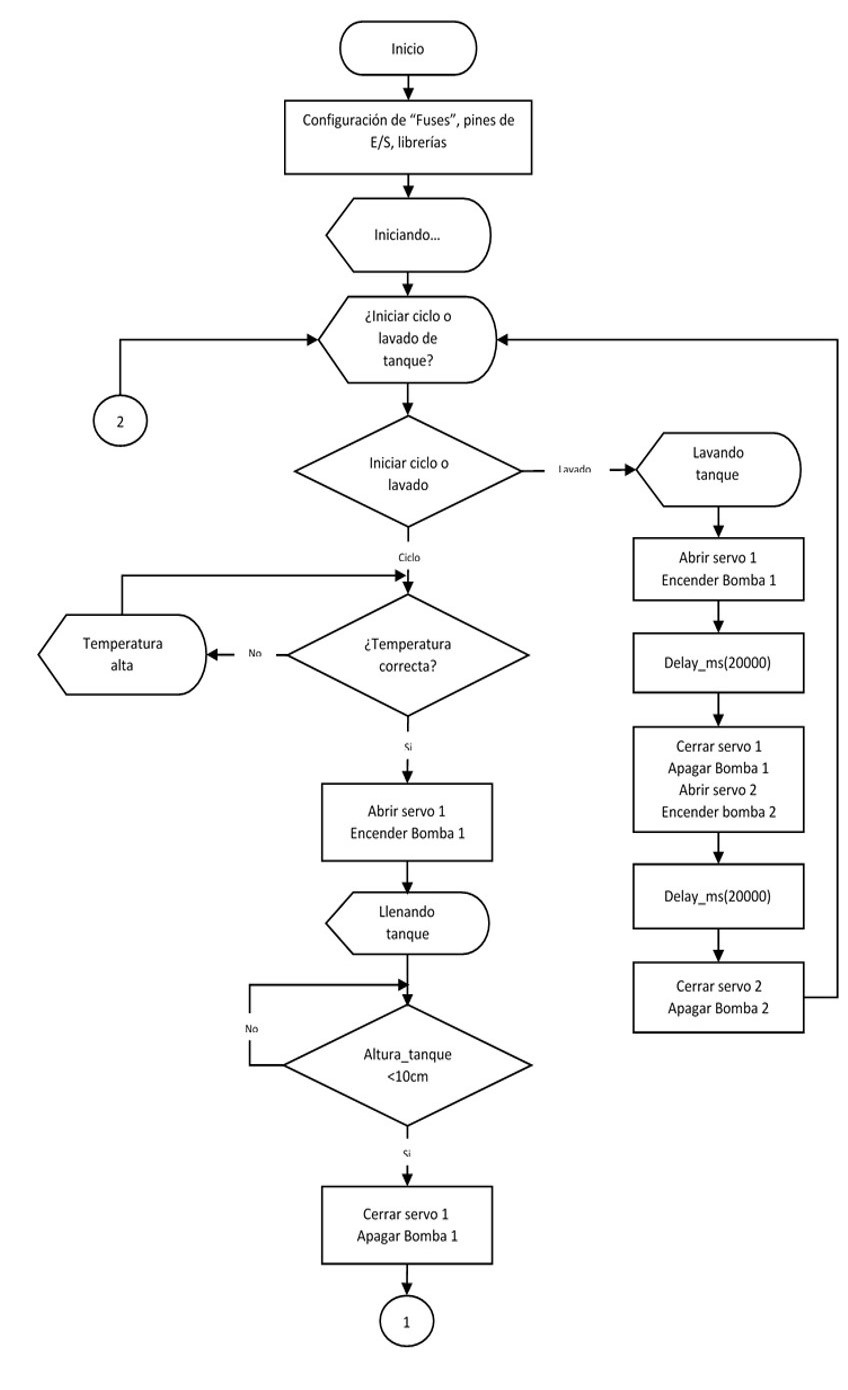 Inicio
Configuración de “Fuses”, pines de
E/S, librerías
Iniciando...
¿Iniciar ciclo o
lavado de
tanque?
2
Iniciar ciclo o
lavado
Lavado
Lavando
tanque
Abrir servo 1
Encender Bomba 1
Delay_ms(20000)
Cerrar servo 1
Apagar Bomba 1
Abrir servo 2
Encender bomba 2
Delay_ms(20000)
Cerrar servo 2
Apagar Bomba 2
Ciclo
¿Temperatura
correcta?
No
Temperatura
alta
Si
Abrir servo 1
Encender Bomba 1
Llenando
tanque
No
Altura_tanque
<10cm
Si
Cerrar servo 1
Apagar Bomba 1
1